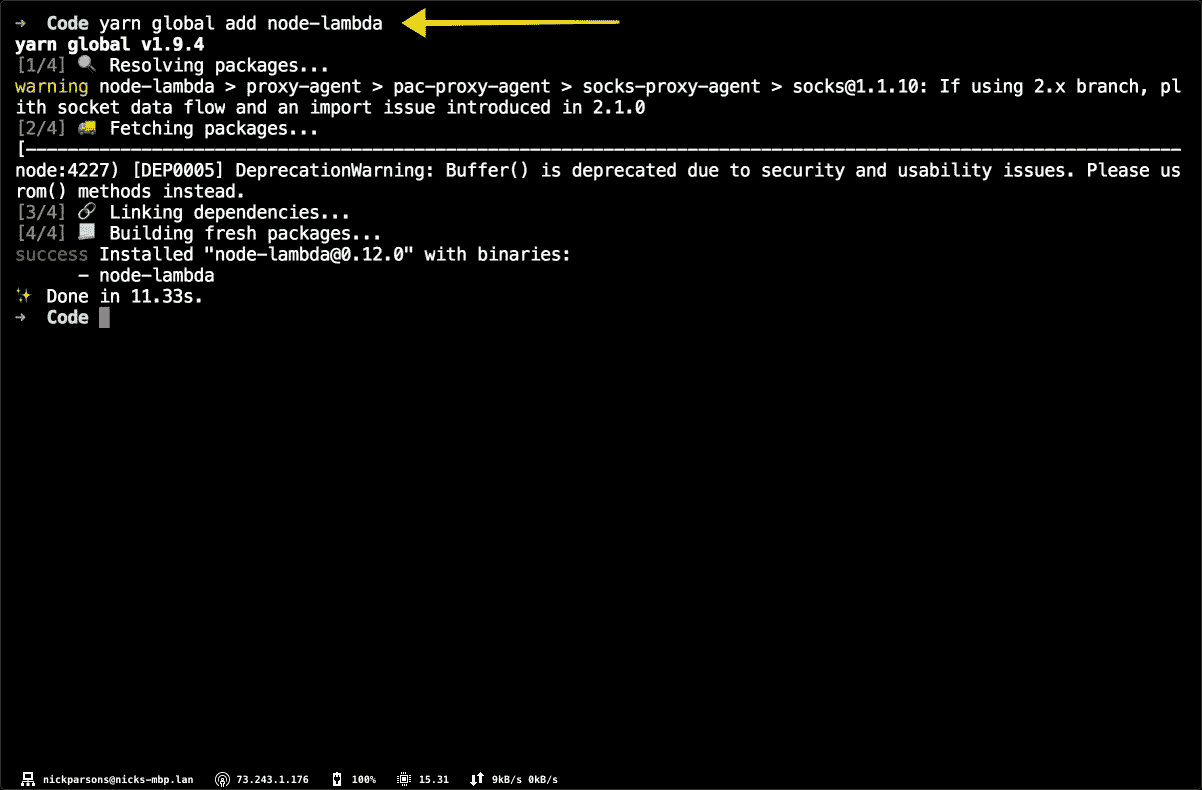 → Code yarn global add node-lambda
yarn global v1.9.4
[1/4] 🔍 Resolving packages...
warning node-lambda > proxy-agent > pac-proxy-agent > socks-proxy-agent > socks@1.1.10: If using 2.x branch, pl
ith socket data flow and an import issue introduced in 2.1.0
[2/4] 🚚 Fetching packages...
[---------------------------------------------------------------------------------------------------------------
node:4227) [DEP0005] DeprecationWarning: Buffer() is deprecated due to security and usability issues. Please us
rom() methods instead.
[3/4] 🔗 Linking dependencies...
[4/4] 📃 Building fresh packages...
success Installed "node-lambda@0.12.0" with binaries:
- node-lambda
✨ Done in 11.33s.
→ Code
nickparsons@nicks-mbp.lan 73.243.1.176 100% 15.31 9kB/s 0kB/s